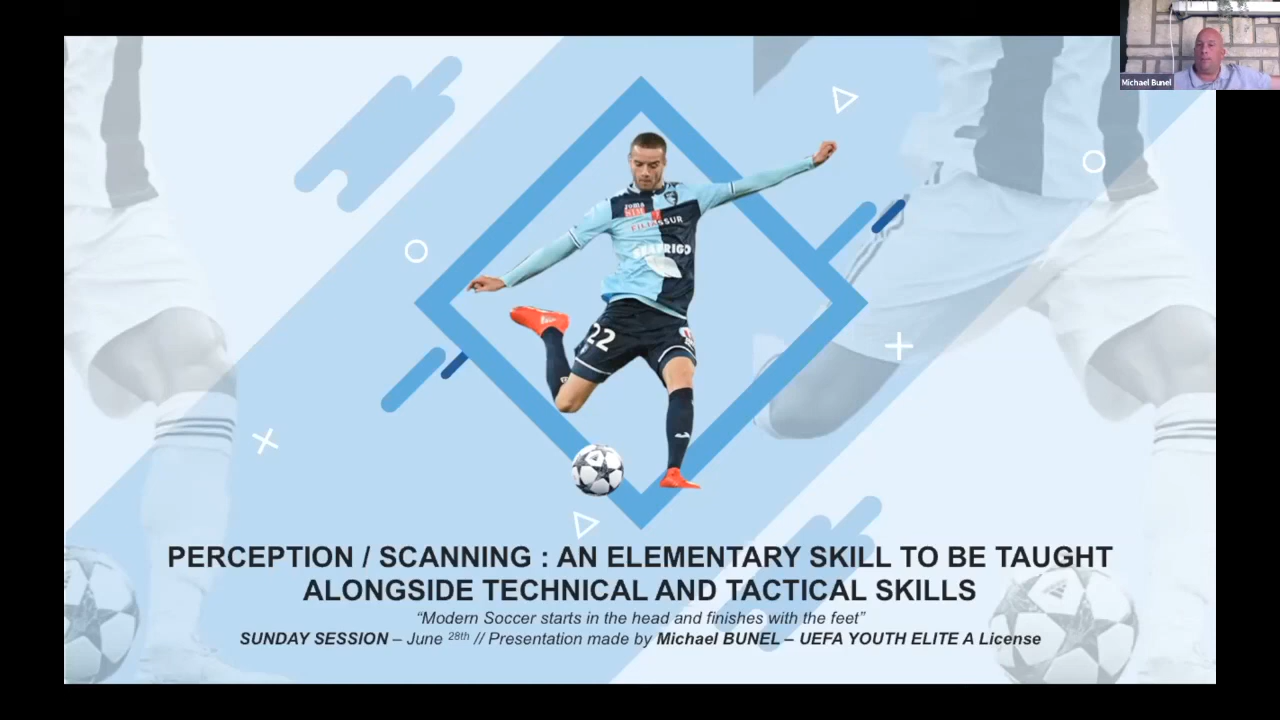 Michael Bunel
22
PERCEPTION / SCANNING : AN ELEMENTARY SKILL TO BE TAUGHT
ALONGSIDE TECHNICAL AND TACTICAL SKILLS
“Modern Soccer starts in the head and finishes with the feet”
SUNDAY SESSION – June 28th // Presentation made by Michael BUNEL – UEFA YOUTH ELITE A License